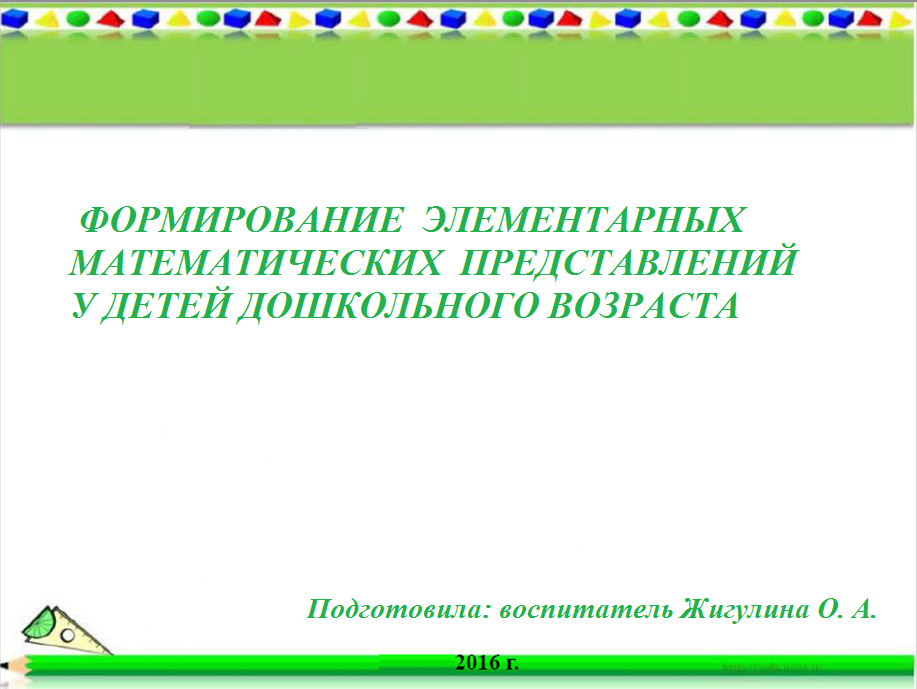 ФОРМИРОВАНИЕ ЭЛЕМЕНТАРНЫХ
МАТЕМАТИЧЕСКИХ ПРЕДСТАВЛЕНИЙ
У ДЕТЕЙ ДОШКОЛЬНОГО ВОЗРАСТА
Подготовила: воспитатель Жигулина О. А.
2016 г.